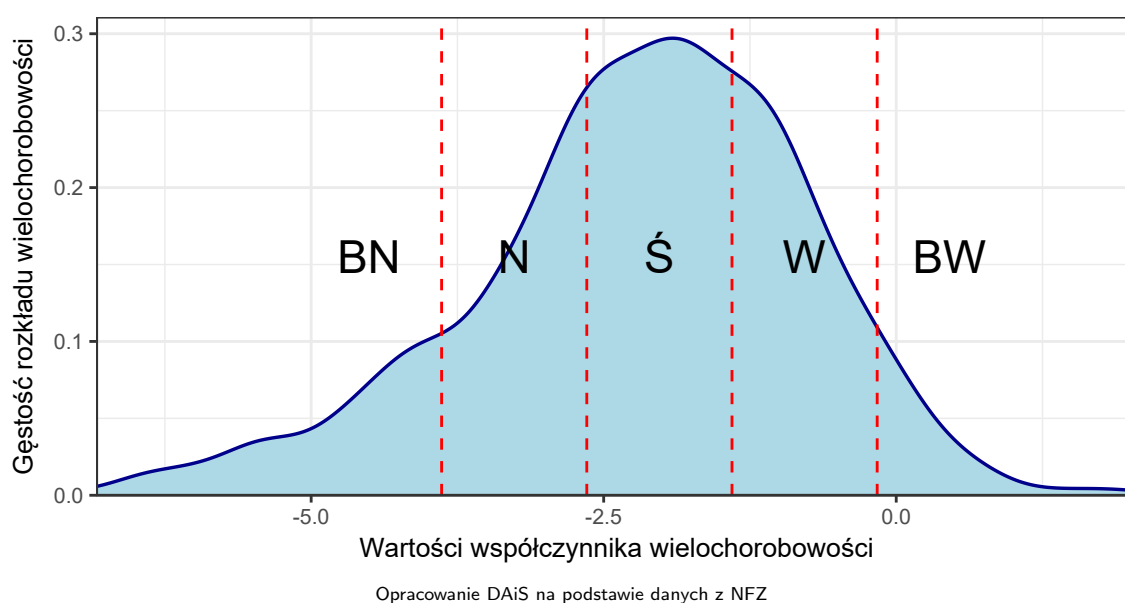 Gęstość rozkładu wielochorobowości
0.3
0.2
0.1
0.0
BN N Ś W BW
-5.0 -2.5 0.0
Wartości współczynnika wielochorobowości
Opracowanie DAiS na podstawie danych z NFZ